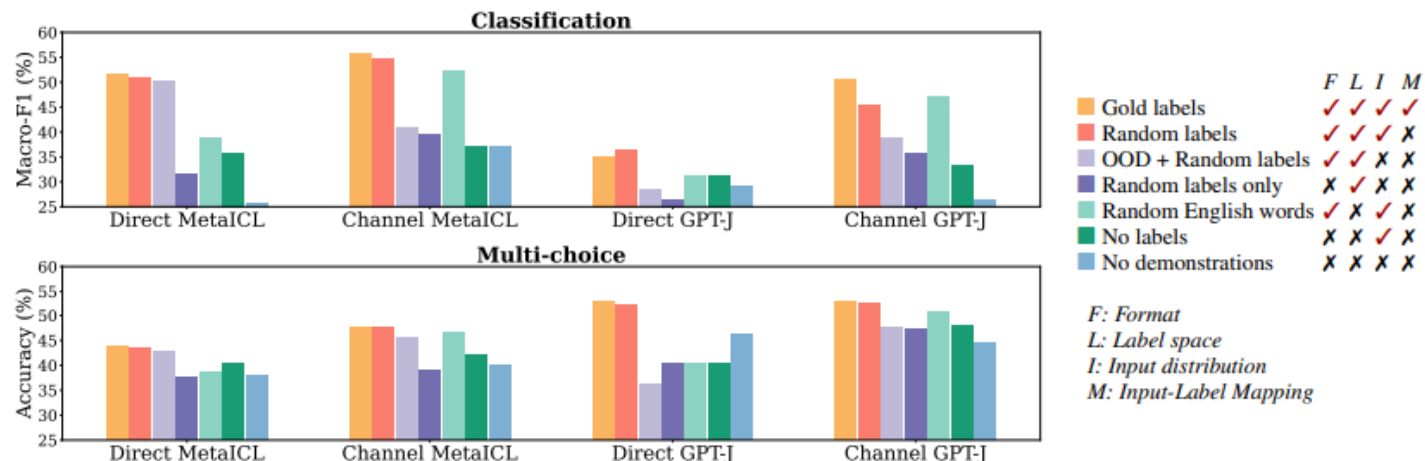 Classification
Macro-F1 (%)
60
55
50
45
40
35
30
25
Direct MetaICL
Channel MetaICL
Direct GPT-J
Channel GPT-J
Multi-choice
Accuracy (%)
60
55
50
45
40
35
30
25
Direct MetaICL
Channel MetaICL
Direct GPT-J
Channel GPT-J
F L I M
Gold labels ✓ ✓ ✓ ✓
Random labels ✓ ✓ ✓ ✗
OOD + Random labels ✓ ✓ ✗ ✗
Random labels only ✗ ✓ ✗ ✗
Random English words ✓ ✗ ✓ ✗
No labels ✗ ✗ ✓ ✗
No demonstrations ✗ ✗ ✗ ✗
F: Format
L: Label space
I: Input distribution
M: Input-Label Mapping